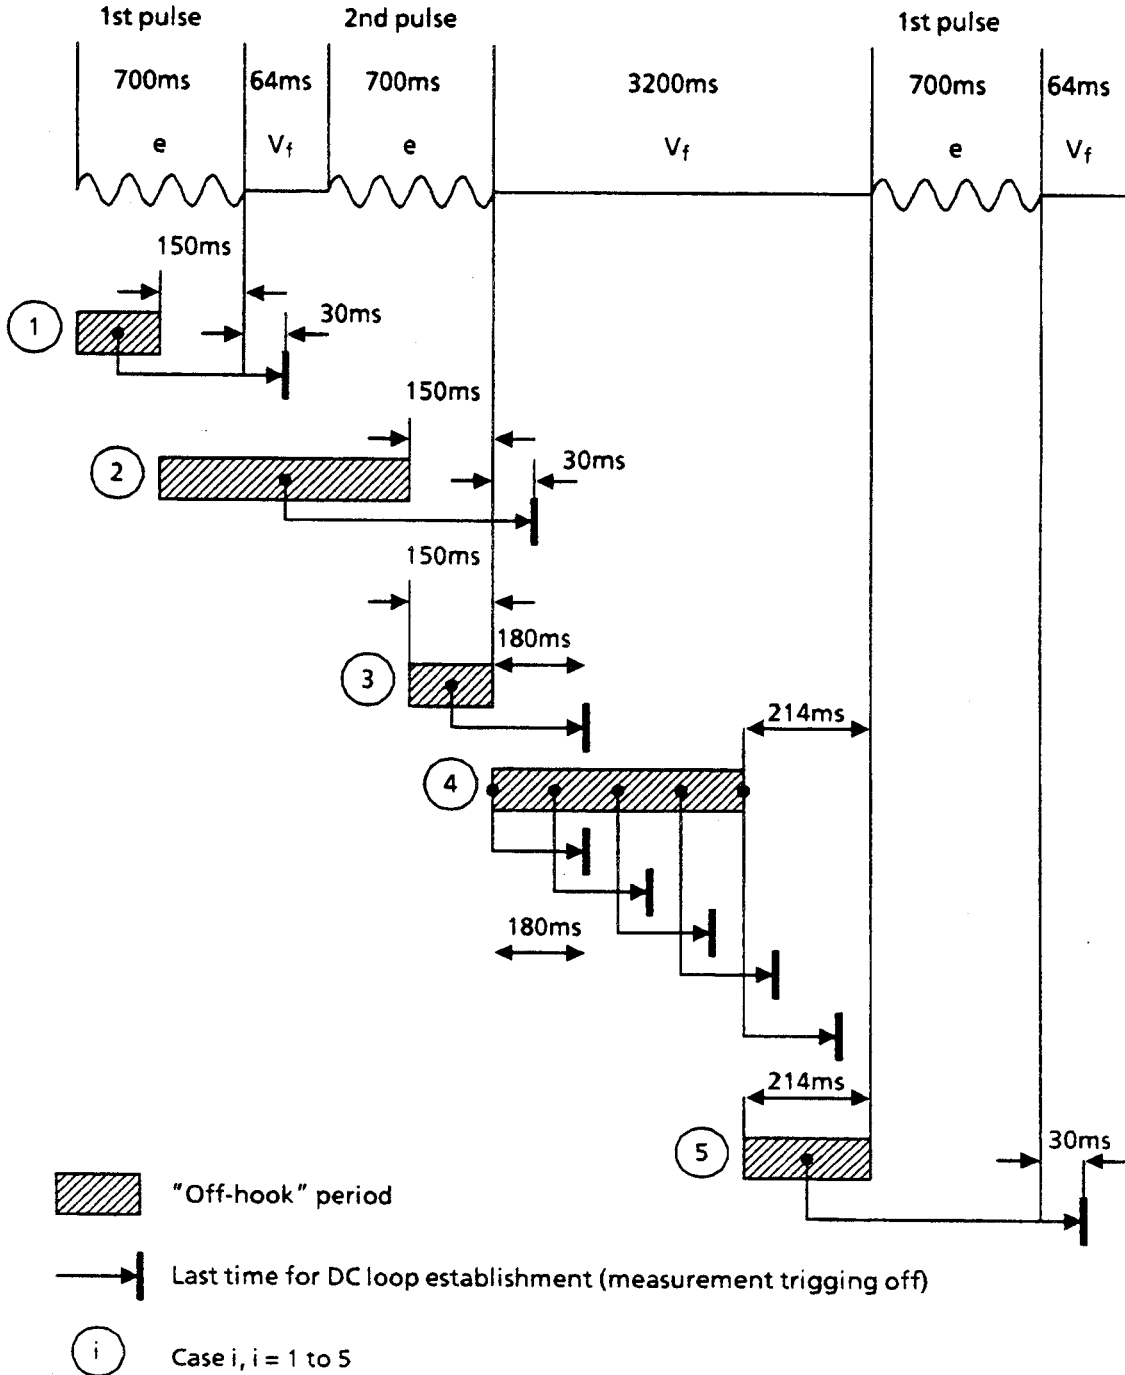 1st pulse 2nd pulse 1st pulse
700ms 64ms 700ms 3200ms 700ms 64ms
e Vf e Vf e Vf
150ms
30ms
1
150ms
30ms
2
150ms
180ms
3
214ms
4
180ms
214ms
30ms
5
"Off-hook" period
Last time for DC loop establishment (measurement trigging off)
i Case i, i = 1 to 5